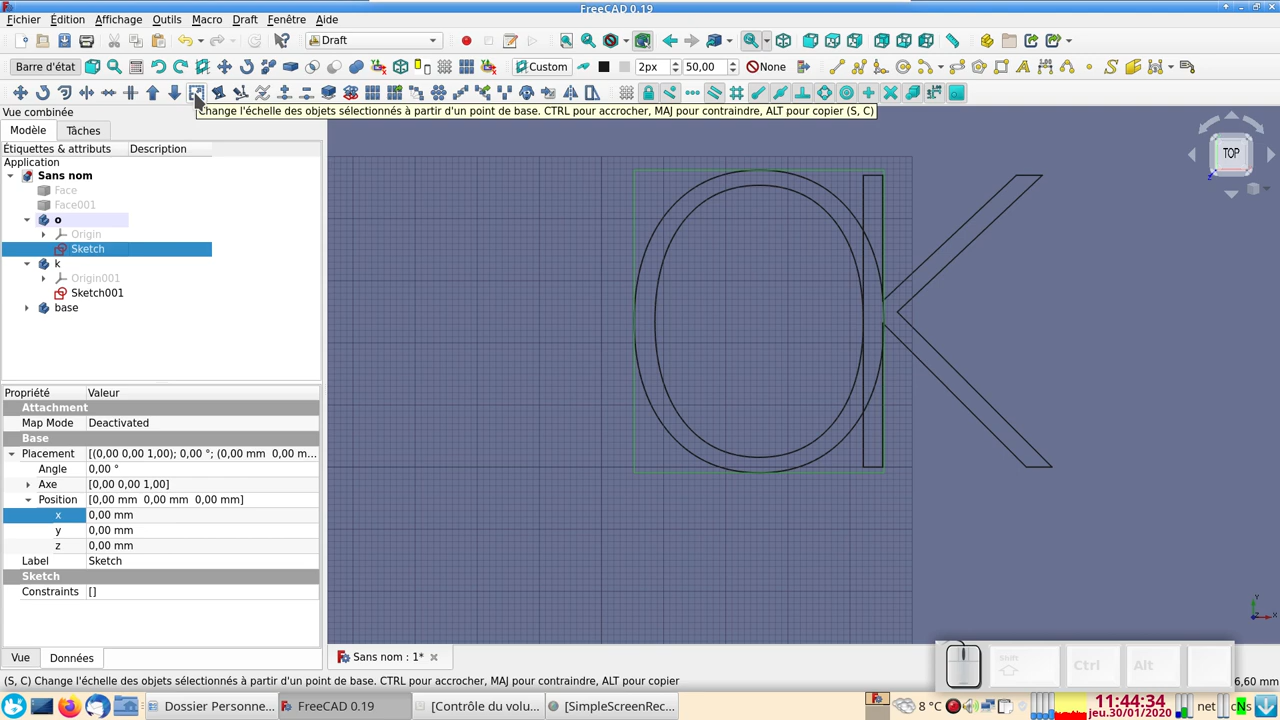 FreeCAD 0.19
Fichier Édition Affichage Outils Macro Draft Fenêtre Aide
Draft
Barre d'état Custom 2px 50,00 None
Change l'échelle des objets sélectionnés à partir d'un point de base. CTRL pour accrocher, MAJ pour contraindre, ALT pour copier (S, C)
Vue combinée
Modèle Tâches
Étiquettes & attributs Description
Application
Sans nom
Face
Face001
o
Origin
Sketch
k
Origin001
Sketch001
base
TOP
Propriété Valeur
Attachment
Map Mode Deactivated
Base
Placement [(0,00 0,00 1,00); 0,00 °; (0,00 mm 0,00 m...
Angle 0,00 °
Axe [0,00 0,00 1,00]
Position [0,00 mm 0,00 mm 0,00 mm]
x 0,00 mm
y 0,00 mm
z 0,00 mm
Label Sketch
Sketch
Constraints []
Y
Z
X
Vue Données
Sans nom : 1*
Shift Ctrl Alt
(S, C) Change l'échelle des objets sélectionnés à partir d'un point de base. CTRL pour accrocher, MAJ pour contraindre, ALT pour copier
6,60 mm
Dossier Personne... FreeCAD 0.19 [Contrôle du volu... [SimpleScreenRec...
8 °C
11:44:34
jeu.30/01/2020
net